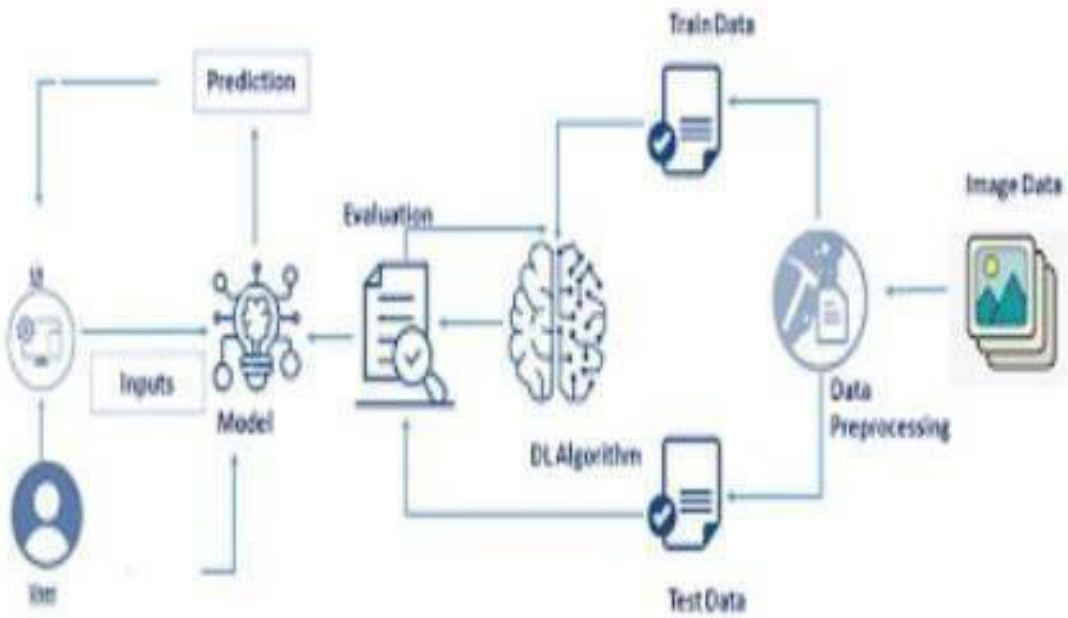 Train Data
Prediction
Image Data
Evaluation
Inputs
Data
Preprocessing
Model
DL Algorithm
Test Data